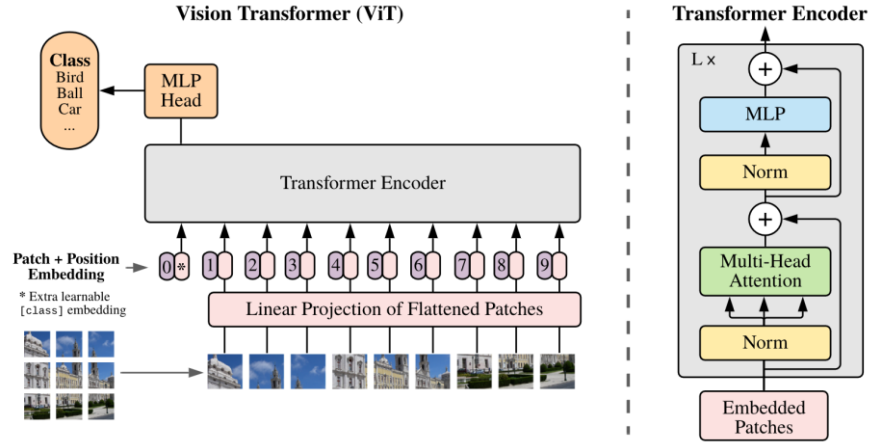 Vision Transformer (ViT)
Class
Bird
Ball
Car
...
MLP
Head
Transformer Encoder
0 * 1 2 3 4 5 6 7 8 9
Patch + Position
Embedding
* Extra learnable
[class] embedding
Linear Projection of Flattened Patches
Transformer Encoder
L ×
+
MLP
Norm
+
Multi-Head
Attention
Norm
Embedded
Patches